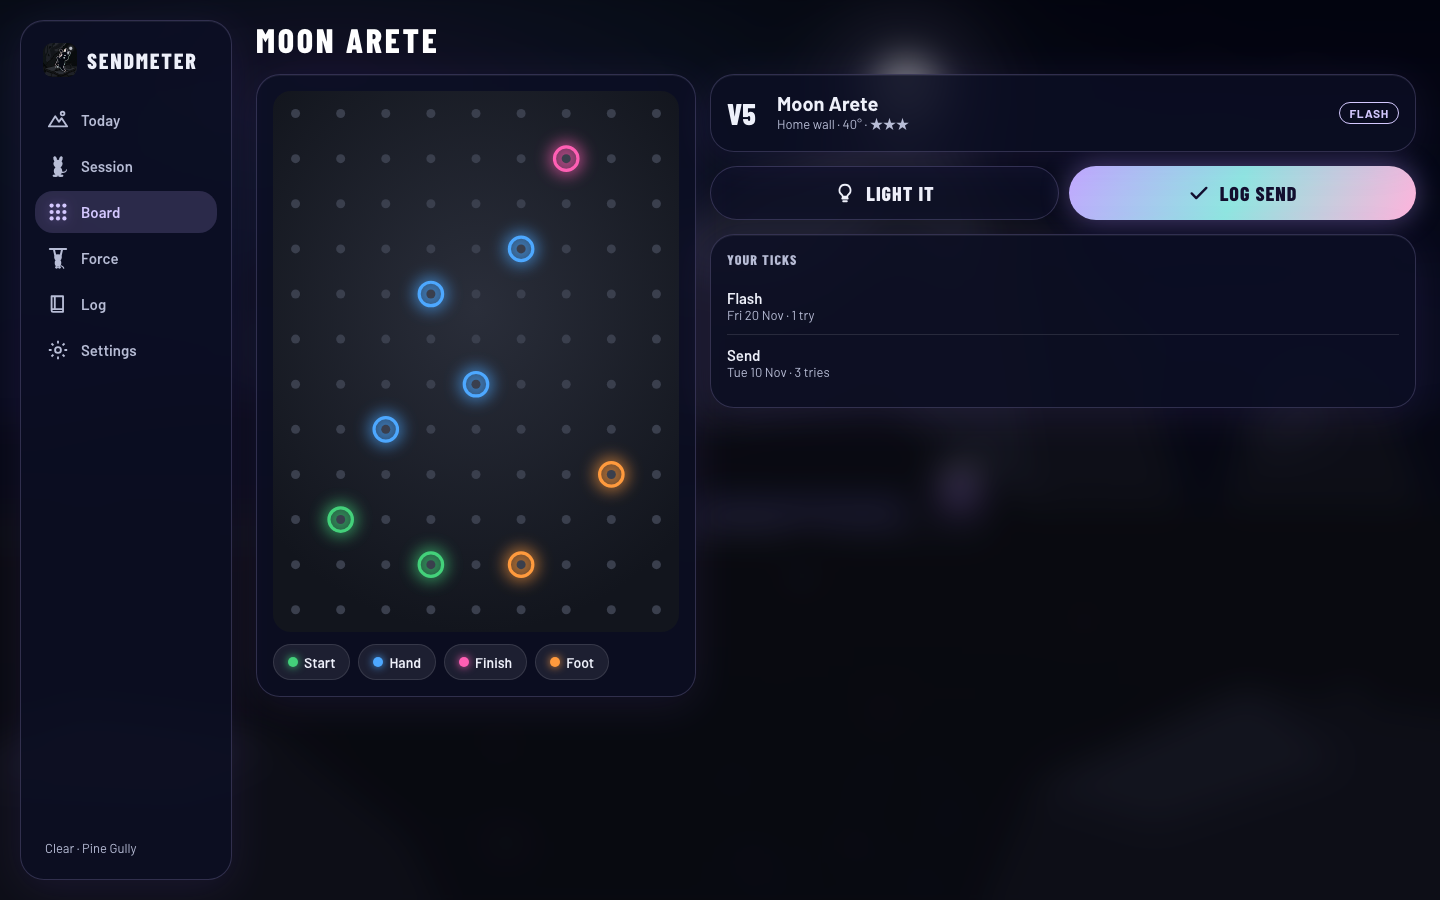 SENDMETER
Today
Session
Board
Force
Log
Settings
Clear · Pine Gully
MOON ARETE
Start
Hand
Finish
Foot
V5
Moon Arete
Home wall · 40° · ★★★
FLASH
LIGHT IT
LOG SEND
YOUR TICKS
Flash
Fri 20 Nov · 1 try
Send
Tue 10 Nov · 3 tries